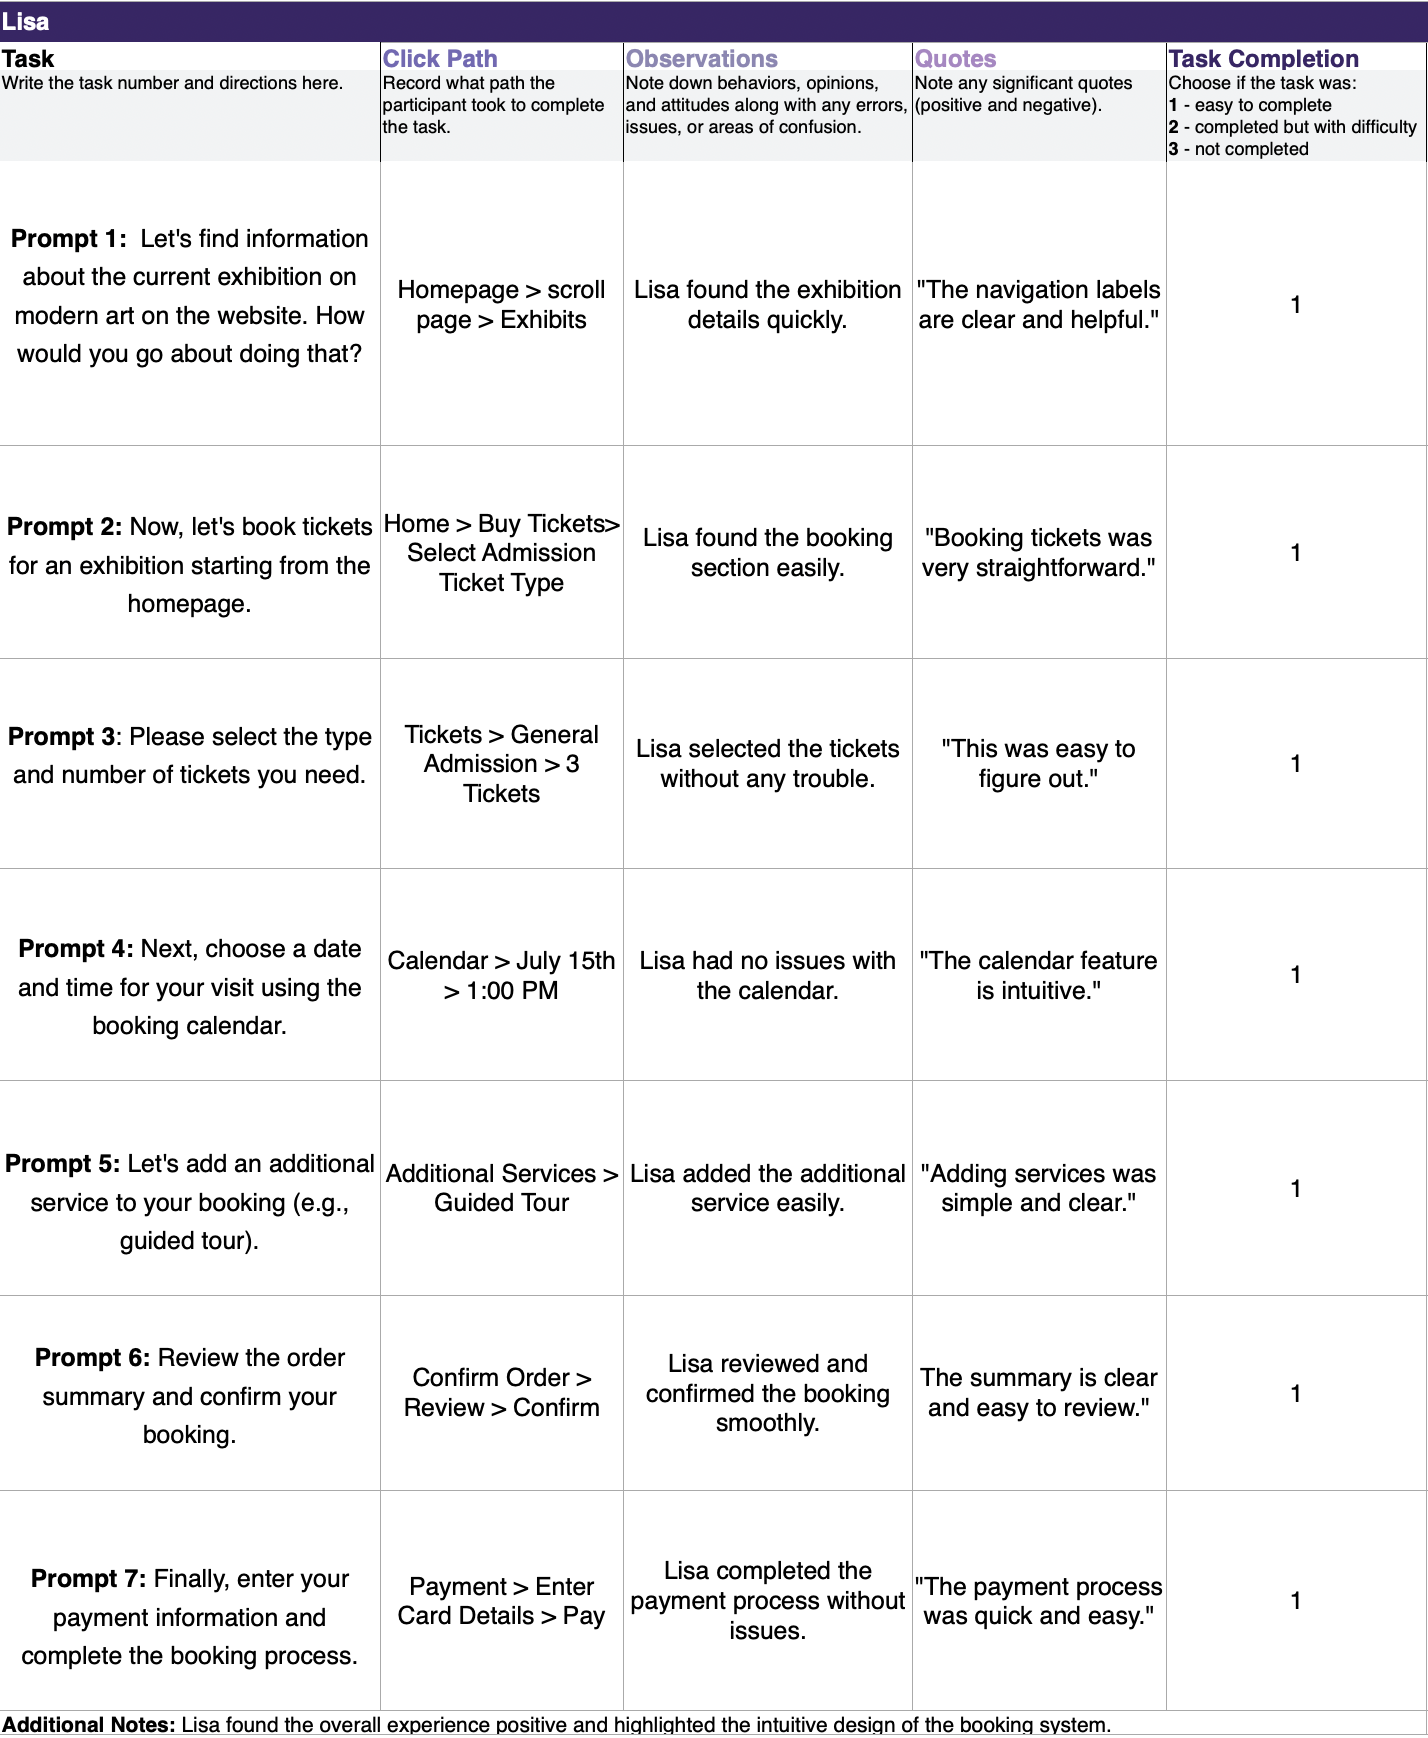 Lisa
Task
Write the task number and directions here.
Click Path
Record what path the
participant took to complete
the task.
Observations
Note down behaviors, opinions,
and attitudes along with any errors,
issues, or areas of confusion.
Quotes
Note any significant quotes
(positive and negative).
Task Completion
Choose if the task was:
1 - easy to complete
2 - completed but with difficulty
3 - not completed
Prompt 1:  Let's find information
about the current exhibition on
modern art on the website. How
would you go about doing that?
Homepage > scroll
page > Exhibits
Lisa found the exhibition
details quickly.
"The navigation labels
are clear and helpful."
1
Prompt 2: Now, let's book tickets
for an exhibition starting from the
homepage.
Home > Buy Tickets>
Select Admission
Ticket Type
Lisa found the booking
section easily.
"Booking tickets was
very straightforward."
1
Prompt 3: Please select the type
and number of tickets you need.
Tickets > General
Admission > 3
Tickets
Lisa selected the tickets
without any trouble.
"This was easy to
figure out."
1
Prompt 4: Next, choose a date
and time for your visit using the
booking calendar.
Calendar > July 15th
> 1:00 PM
Lisa had no issues with
the calendar.
"The calendar feature
is intuitive."
1
Prompt 5: Let's add an additional
service to your booking (e.g.,
guided tour).
Additional Services >
Guided Tour
Lisa added the additional
service easily.
"Adding services was
simple and clear."
1
Prompt 6: Review the order
summary and confirm your
booking.
Confirm Order >
Review > Confirm
Lisa reviewed and
confirmed the booking
smoothly.
The summary is clear
and easy to review."
1
Prompt 7: Finally, enter your
payment information and
complete the booking process.
Payment > Enter
Card Details > Pay
Lisa completed the
payment process without
issues.
"The payment process
was quick and easy."
1
Additional Notes: Lisa found the overall experience positive and highlighted the intuitive design of the booking system.